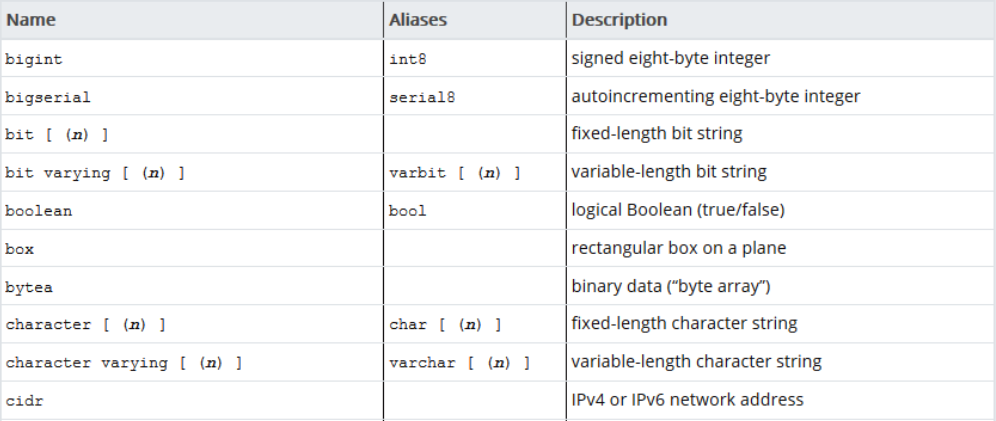 Name Aliases Description
bigint int8 signed eight-byte integer
bigserial serial8 autoincrementing eight-byte integer
bit [ (n) ] fixed-length bit string
bit varying [ (n) ] varbit [ (n) ] variable-length bit string
boolean bool logical Boolean (true/false)
box rectangular box on a plane
bytea binary data (“byte array”)
character [ (n) ] char [ (n) ] fixed-length character string
character varying [ (n) ] varchar [ (n) ] variable-length character string
cidr IPv4 or IPv6 network address